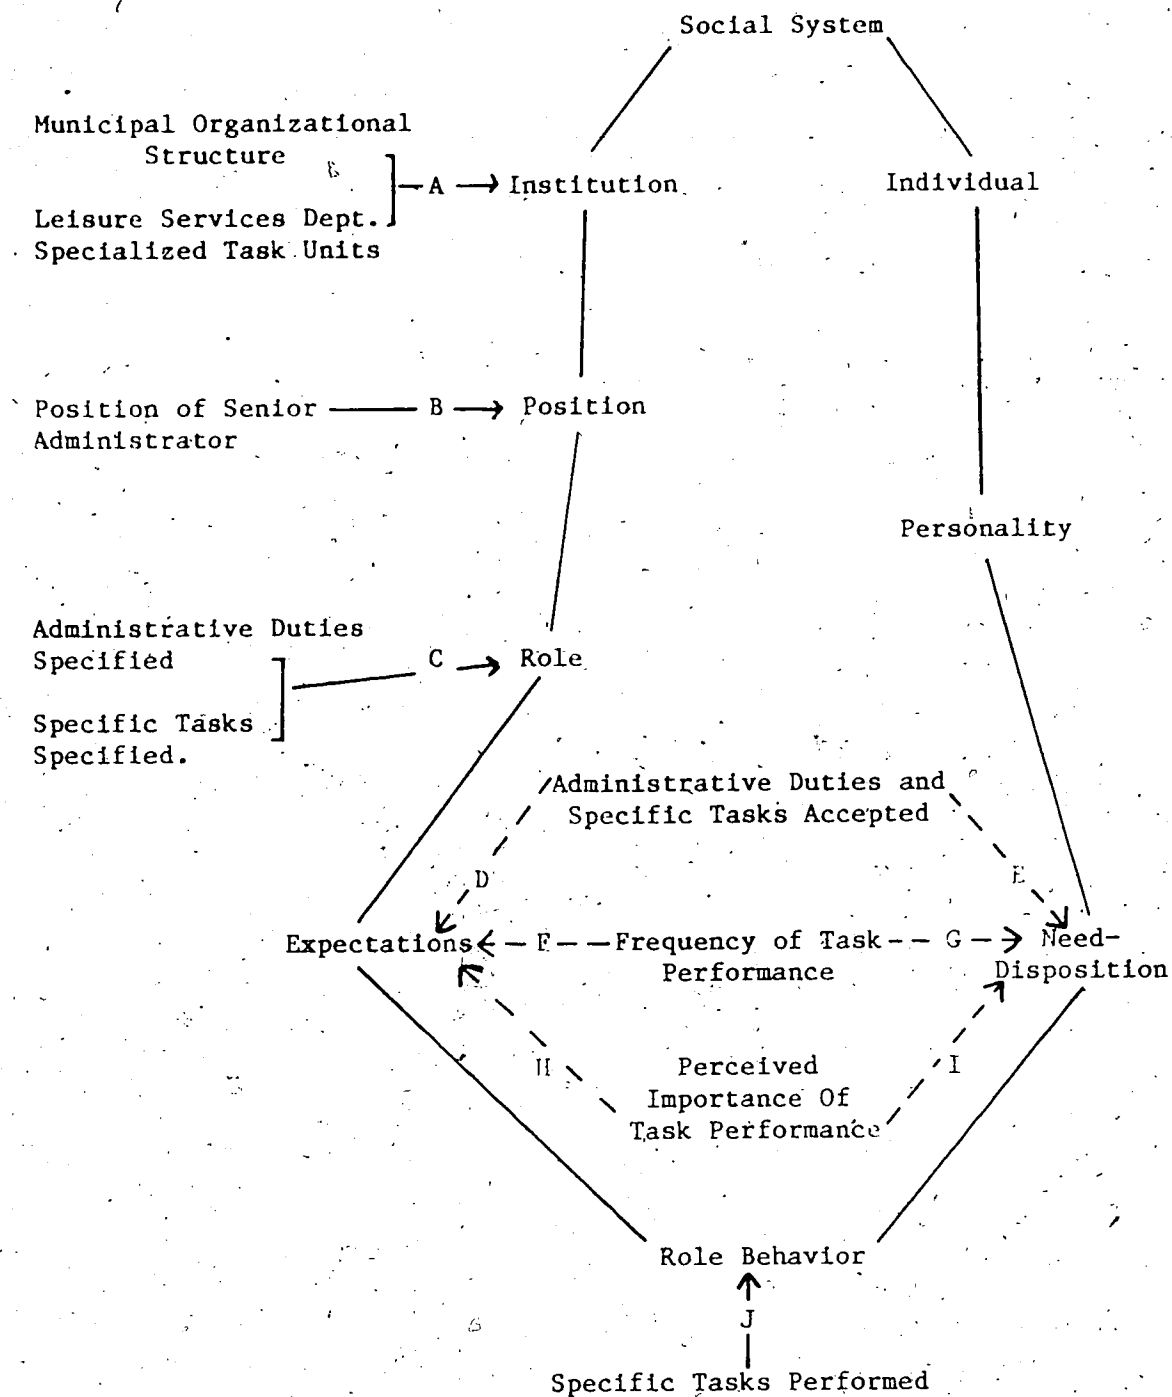 Social System
Municipal Organizational
Structure
A
Institution
Individual
Leisure Services Dept.
Specialized Task Units
Position of Senior
Administrator
B
Position
Personality
Administrative Duties
Specified
C
Role
Specific Tasks
Specified.
Administrative Duties and
Specific Tasks Accepted
D
E
Expectations
F
Frequency of Task
Performance
G
Need-
Disposition
H
Perceived
Importance Of
Task Performance
I
Role Behavior
J
Specific Tasks Performed